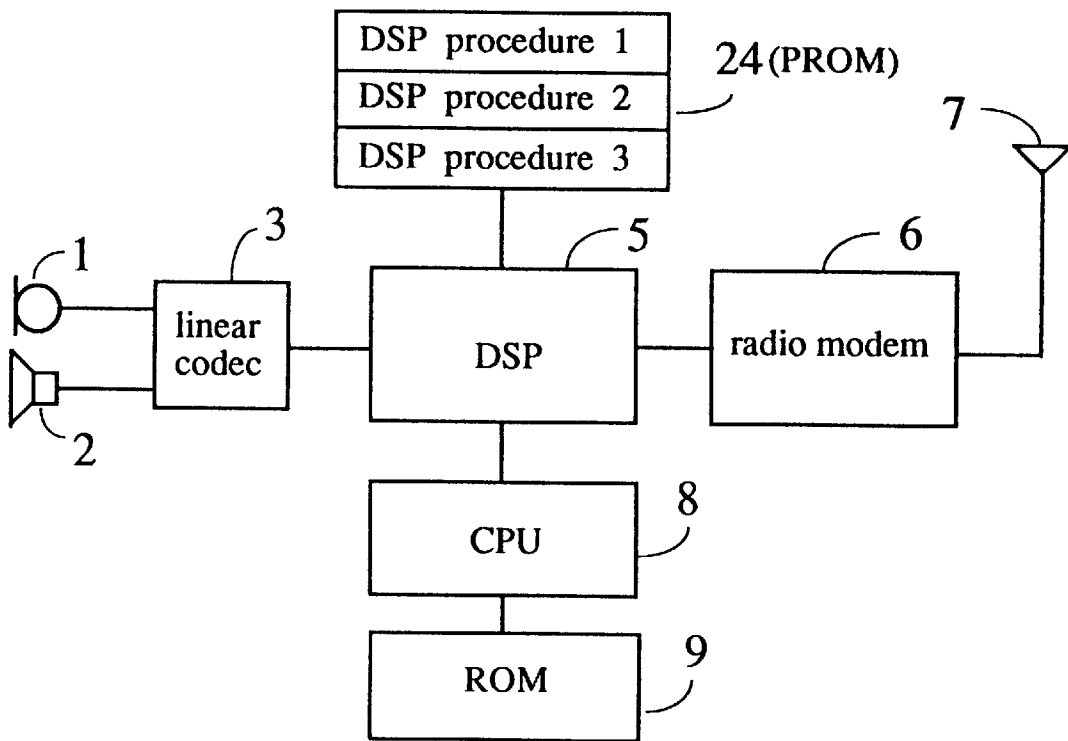 DSP procedure 1
DSP procedure 2
DSP procedure 3
24 (PROM)
7
1
3
5
6
linear
codec
DSP
radio modem
2
8
CPU
9
ROM